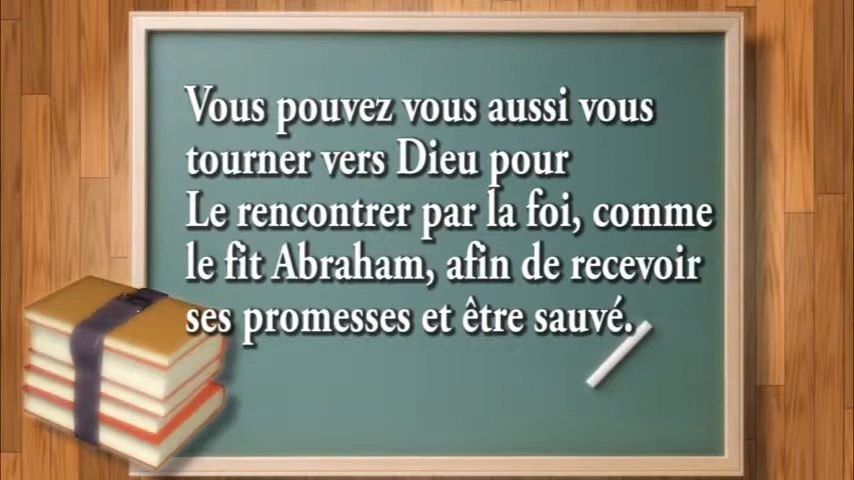 Vous pouvez vous aussi vous
tourner vers Dieu pour
Le rencontrer par la foi, comme
le fit Abraham, afin de recevoir
ses promesses et être sauvé.